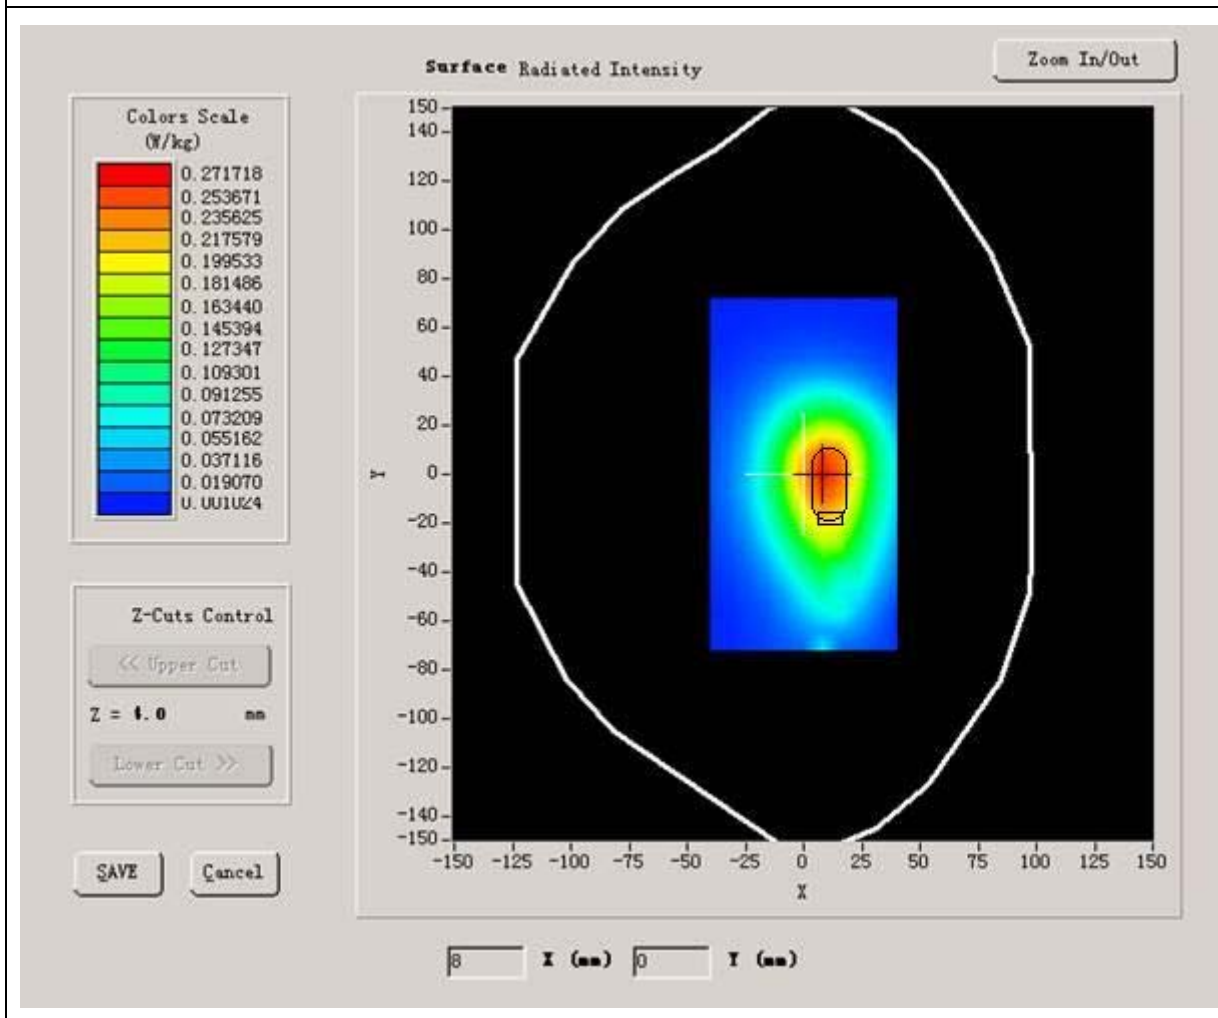 Surface Radiated Intensity
Zoom In/Out
Colors Scale
(W/kg)
0.271718
0.253671
0.235625
0.217579
0.199533
0.181486
0.163440
0.145394
0.127347
0.109301
0.091255
0.073209
0.055162
0.037116
0.019070
0.001024
Z-Cuts Control
<< Upper Cut
Z = 4.0 mm
Lower Cut >>
SAVE Cancel
150
140
120
100
80
60
40
20
0
-20
-40
-60
-80
-100
-120
-140
-150
Y
-150 -125 -100 -75 -50 -25 0 25 50 75 100 125 150
X
8 X (mm) 0 Y (mm)